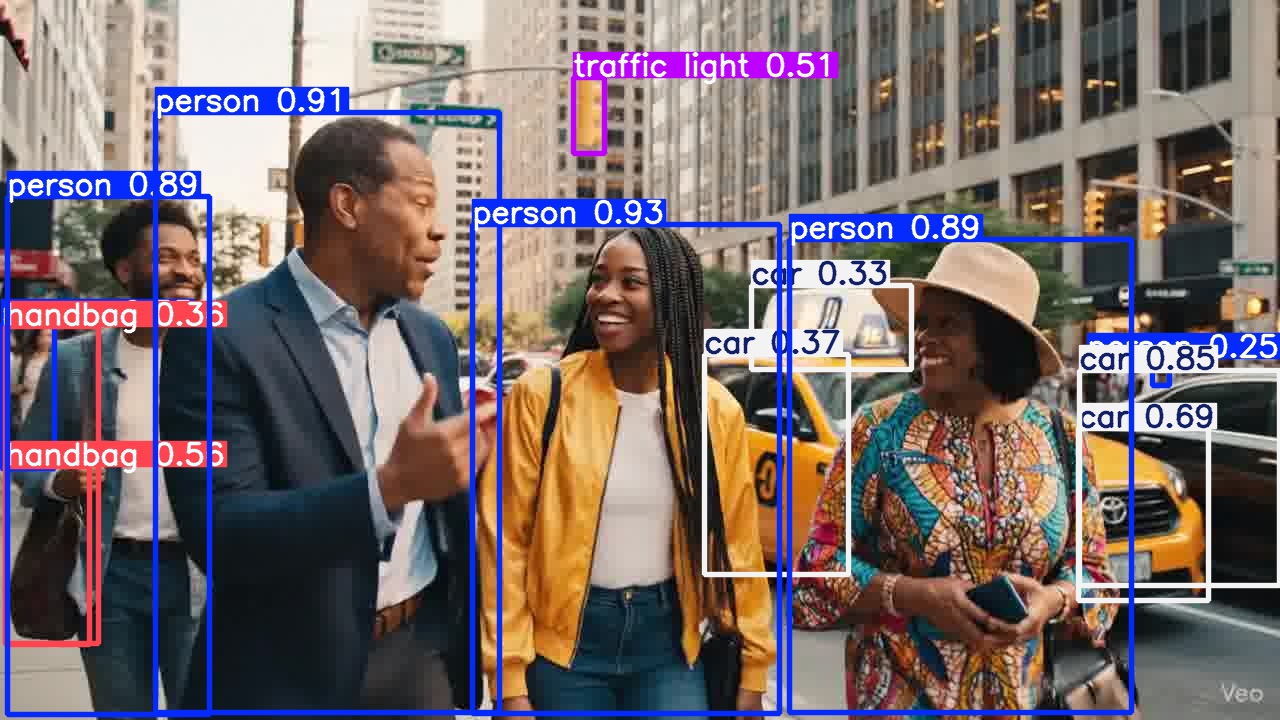 traffic light 0.51
person 0.91
person 0.89
person 0.93
person 0.89
car 0.33
handbag 0.36
car 0.37
person 0.25
car 0.85
car 0.69
handbag 0.56
Veo